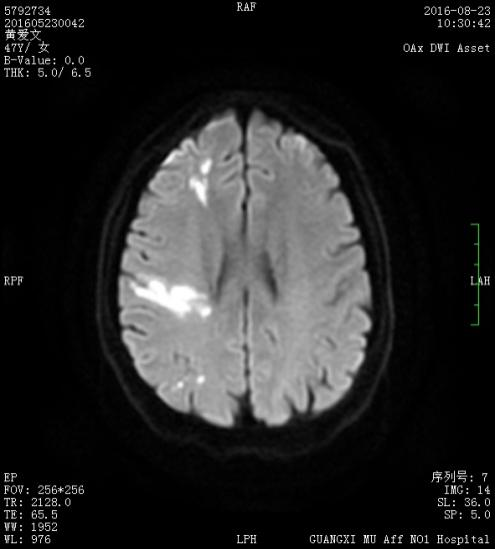 5792734
201605230042
黄爱文
47Y/ 女
B-Value: 0.0
THK: 5.0/ 6.5
RAF
2016-08-23
10:30:42
OAx DWI Asset
RPF
LAH
EP
FOV: 256*256
TR: 2128.0
TE: 65.5
WW: 1952
WL: 976
LPH
序列号: 7
IMG: 14
SL: 36.0
SP: 5.0
GUANGXI MU Aff NO1 Hospital